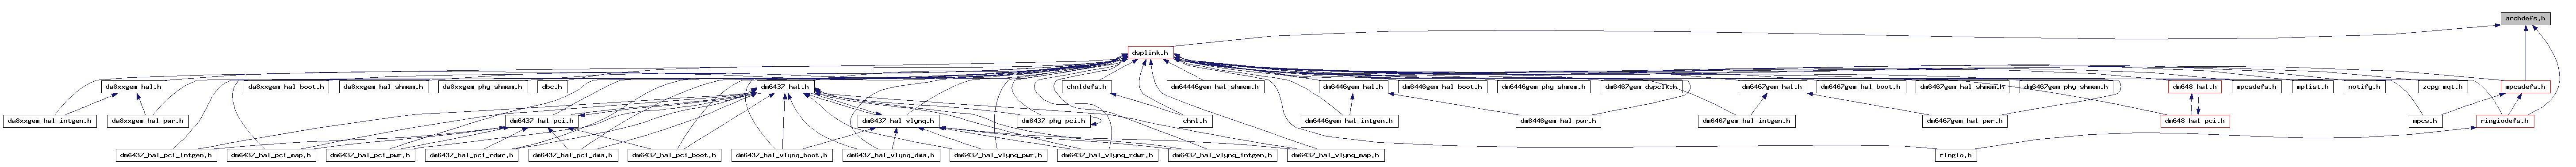 archdefs.h
dsplink.h
da8xxgem_hal.h
da8xxgem_hal_boot.h
da8xxgem_hal_shmem.h
da8xxgem_phy_shmem.h
dbc.h
dm6437_hal.h
chnldefs.h
dm64446gem_hal_shmem.h
dm6446gem_hal.h
dm6446gem_hal_boot.h
dm6446gem_phy_shmem.h
dm6467gem_dspclk.h
dm6467gem_hal.h
dm6467gem_hal_boot.h
dm6467gem_hal_shmem.h
dm6467gem_phy_shmem.h
dm648_hal.h
mpcsdefs.h
mplist.h
notify.h
zcpy_mqt.h
mpcsdefs.h
da8xxgem_hal_intgen.h
da8xxgem_hal_pwr.h
dm6437_hal_pci.h
dm6437_hal_vlynq.h
dm6437_phy_pci.h
chnl.h
dm6446gem_hal_intgen.h
dm6446gem_hal_pwr.h
dm6467gem_hal_intgen.h
dm6467gem_hal_pwr.h
dm648_hal_pci.h
mpcs.h
ringiodefs.h
dm6437_hal_pci_intgen.h
dm6437_hal_pci_map.h
dm6437_hal_pci_pwr.h
dm6437_hal_pci_rdwr.h
dm6437_hal_pci_dma.h
dm6437_hal_pci_boot.h
dm6437_hal_vlynq_boot.h
dm6437_hal_vlynq_dma.h
dm6437_hal_vlynq_pwr.h
dm6437_hal_vlynq_rdwr.h
dm6437_hal_vlynq_intgen.h
dm6437_hal_vlynq_map.h
ringio.h